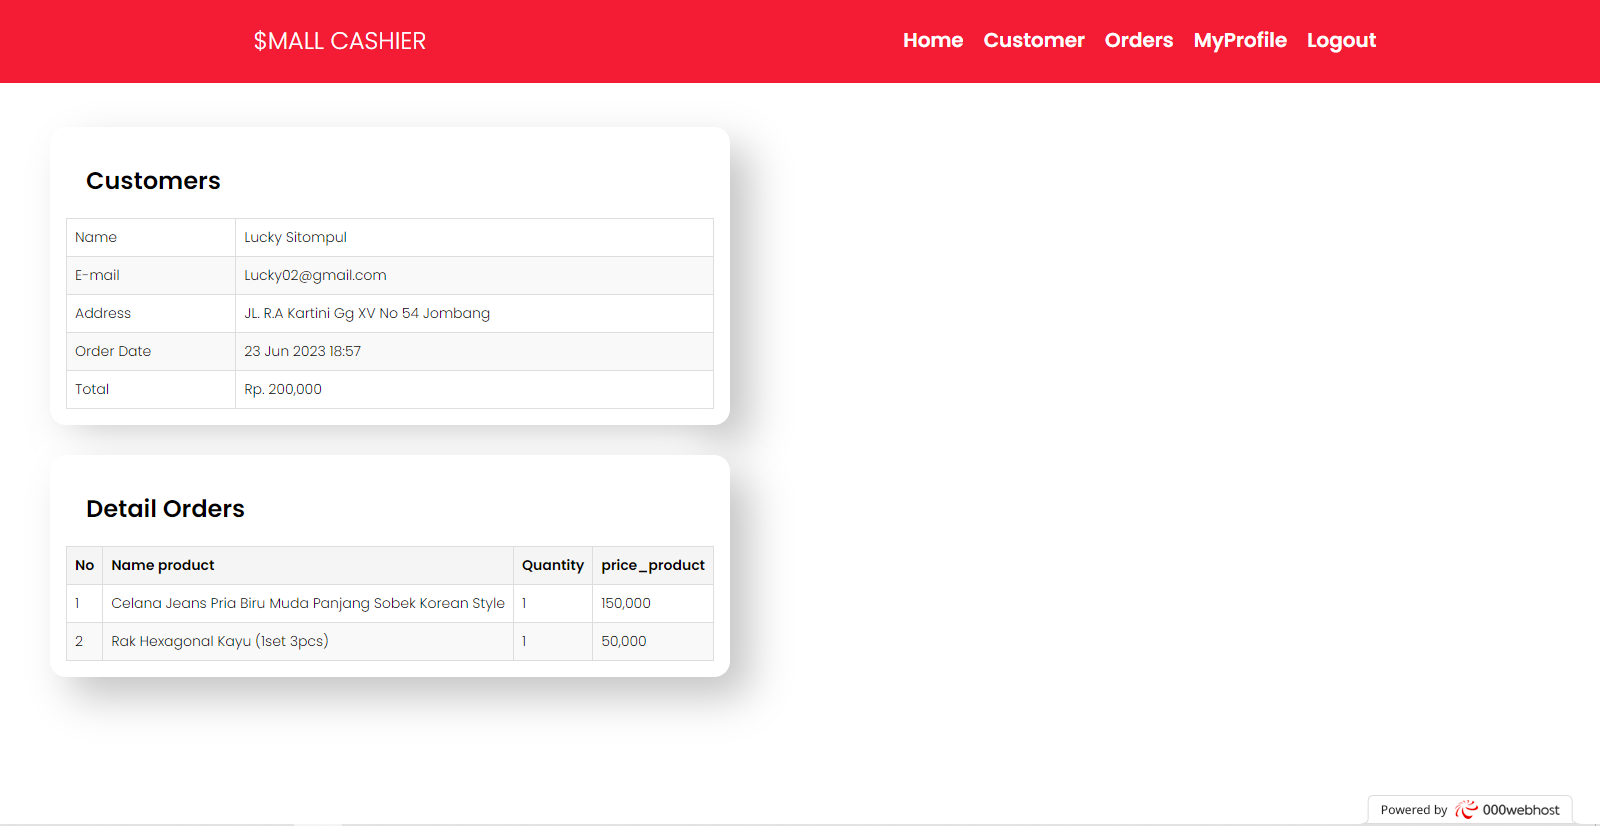 $MALL CASHIER
Home Customer Orders MyProfile Logout
Customers
Name Lucky Sitompul
E-mail Lucky02@gmail.com
Address JL. R.A Kartini Gg XV No 54 Jombang
Order Date 23 Jun 2023 18:57
Total Rp. 200,000
Detail Orders
No Name product Quantity price_product
1 Celana Jeans Pria Biru Muda Panjang Sobek Korean Style 1 150,000
2 Rak Hexagonal Kayu (1set 3pcs) 1 50,000
Powered by 000webhost